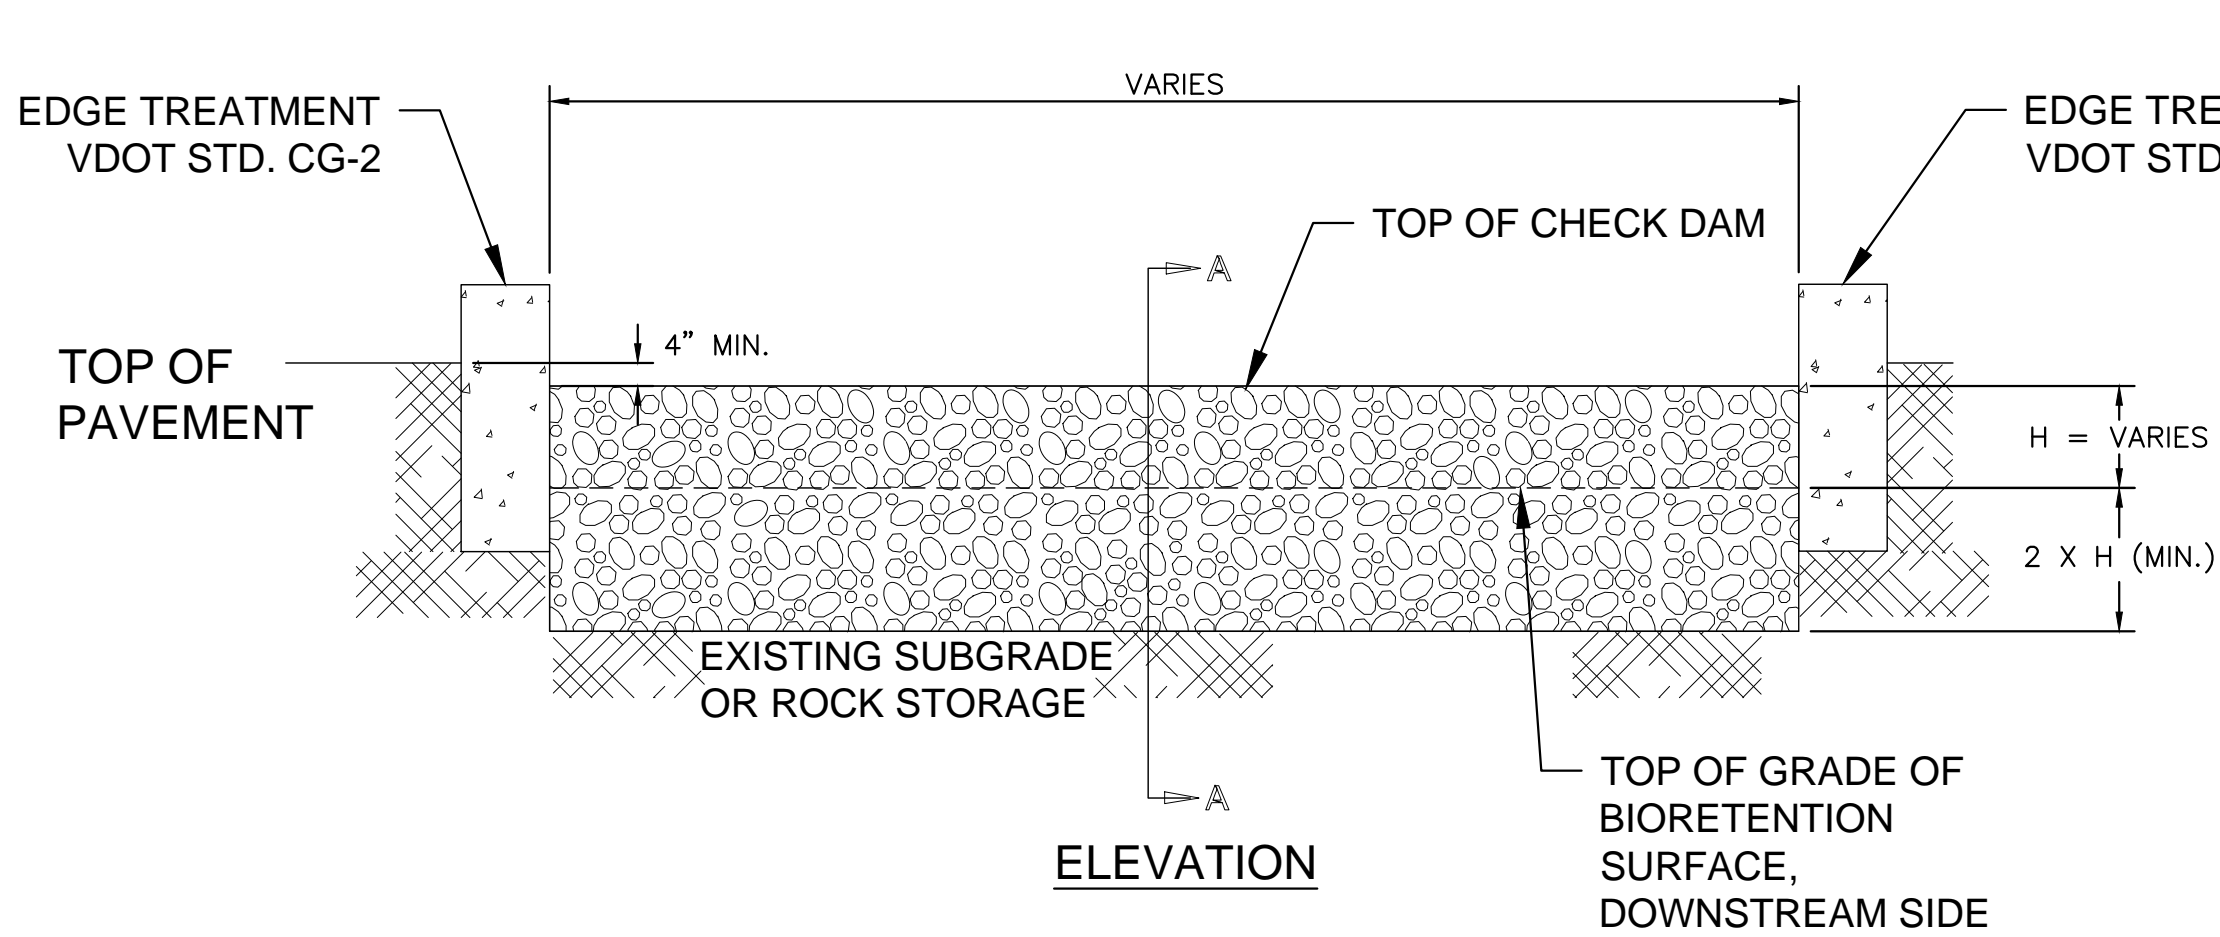 VARIES
EDGE TREATMENT
VDOT STD. CG-2
EDGE TRE
VDOT STD
TOP OF CHECK DAM
A
4” MIN.
TOP OF
PAVEMENT
H = VARIES
2 X H (MIN.)
EXISTING SUBGRADE
OR ROCK STORAGE
A
TOP OF GRADE OF
BIORETENTION
SURFACE,
DOWNSTREAM SIDE
ELEVATION